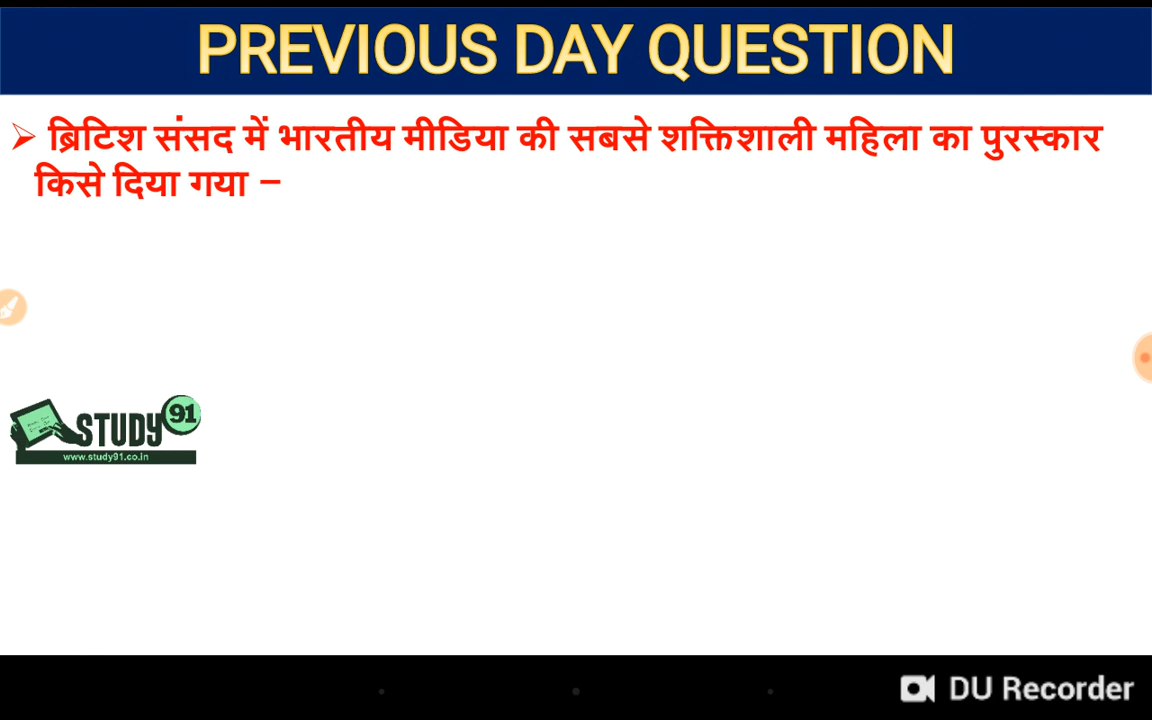 PREVIOUS DAY QUESTION
➢ ब्रिटिश संसद में भारतीय मीडिया की सबसे शक्तिशाली महिला का पुरस्कार
किसे दिया गया –
STUDY 91
www.study91.co.in
DU Recorder